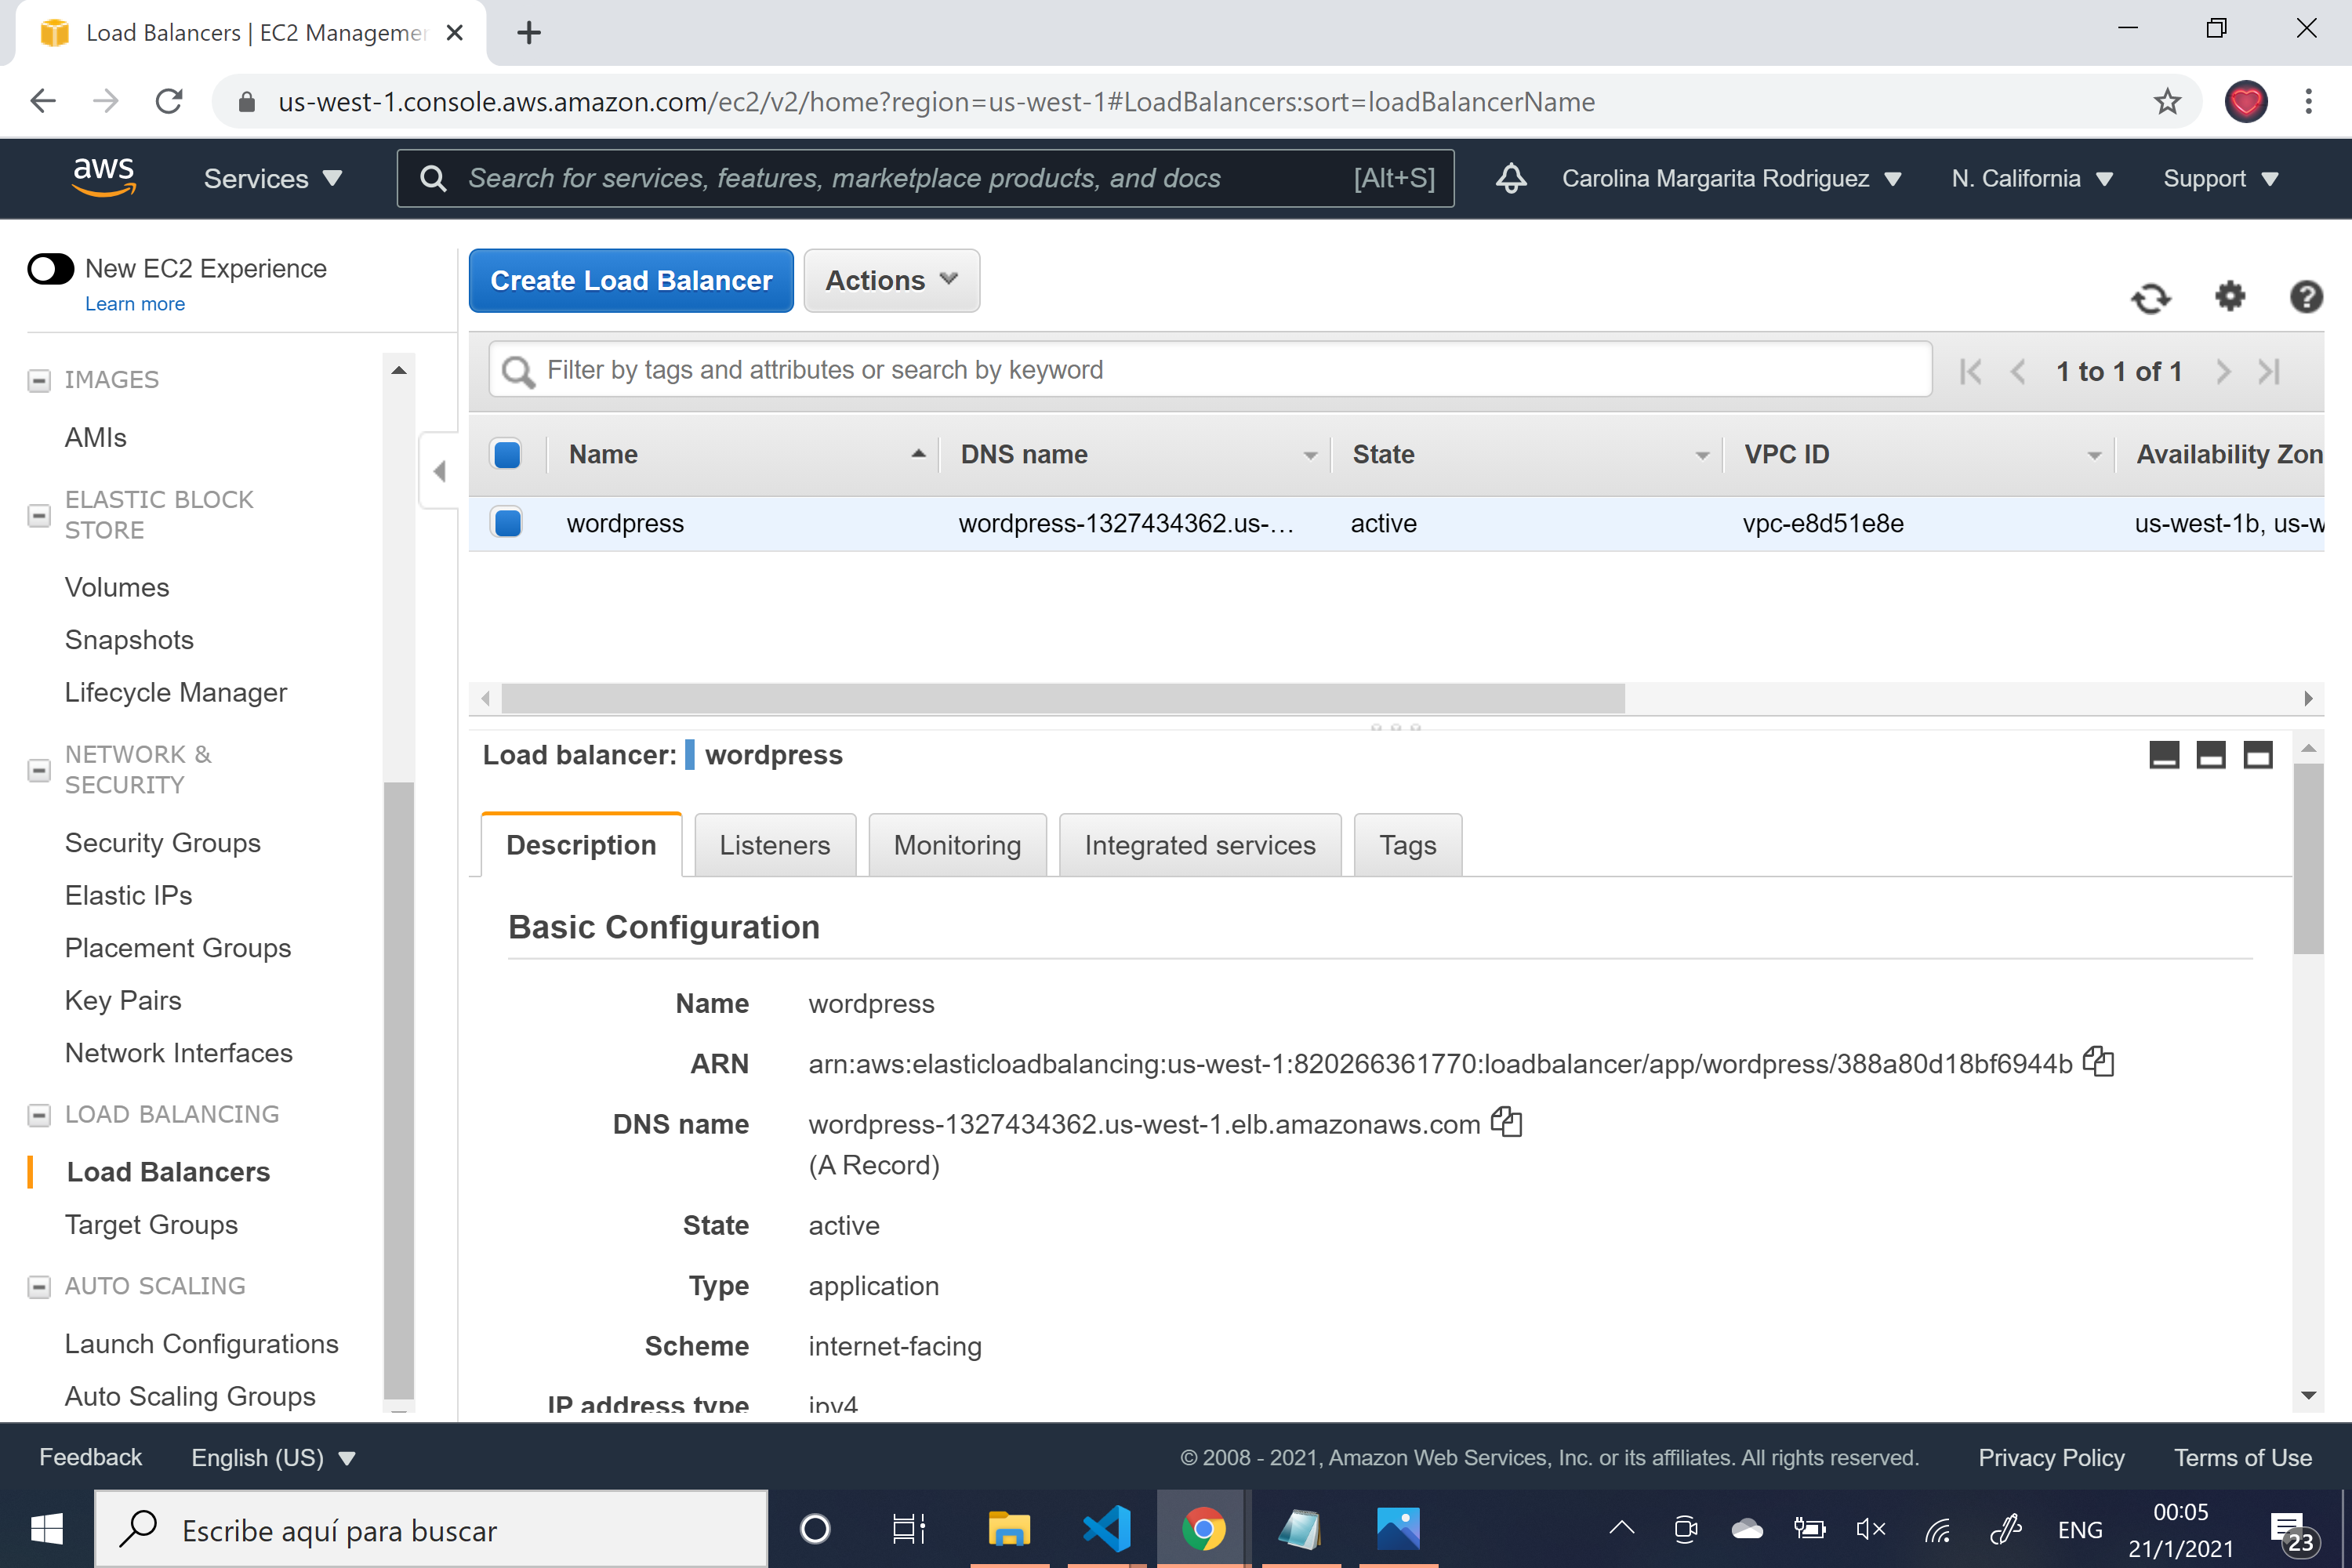 Load Balancers | EC2 Managemen
us-west-1.console.aws.amazon.com/ec2/v2/home?region=us-west-1#LoadBalancers:sort=loadBalancerName
aws
Services
Search for services, features, marketplace products, and docs
[Alt+S]
Carolina Margarita Rodriguez
N. California
Support
New EC2 Experience
Learn more
IMAGES
AMIs
ELASTIC BLOCK
STORE
Volumes
Snapshots
Lifecycle Manager
NETWORK &
SECURITY
Security Groups
Elastic IPs
Placement Groups
Key Pairs
Network Interfaces
LOAD BALANCING
Load Balancers
Target Groups
AUTO SCALING
Launch Configurations
Auto Scaling Groups
Create Load Balancer
Actions
Filter by tags and attributes or search by keyword
1 to 1 of 1
Name
DNS name
State
VPC ID
Availability Zon
wordpress
wordpress-1327434362.us-...
active
vpc-e8d51e8e
us-west-1b, us-w
Load balancer: wordpress
Description
Listeners
Monitoring
Integrated services
Tags
Basic Configuration
Name wordpress
ARN arn:aws:elasticloadbalancing:us-west-1:820266361770:loadbalancer/app/wordpress/388a80d18bf6944b
DNS name wordpress-1327434362.us-west-1.elb.amazonaws.com
(A Record)
State active
Type application
Scheme internet-facing
IP address type ipv4
Feedback
English (US)
© 2008 - 2021, Amazon Web Services, Inc. or its affiliates. All rights reserved.
Privacy Policy
Terms of Use
Escribe aquí para buscar
ENG
00:05
21/1/2021
23